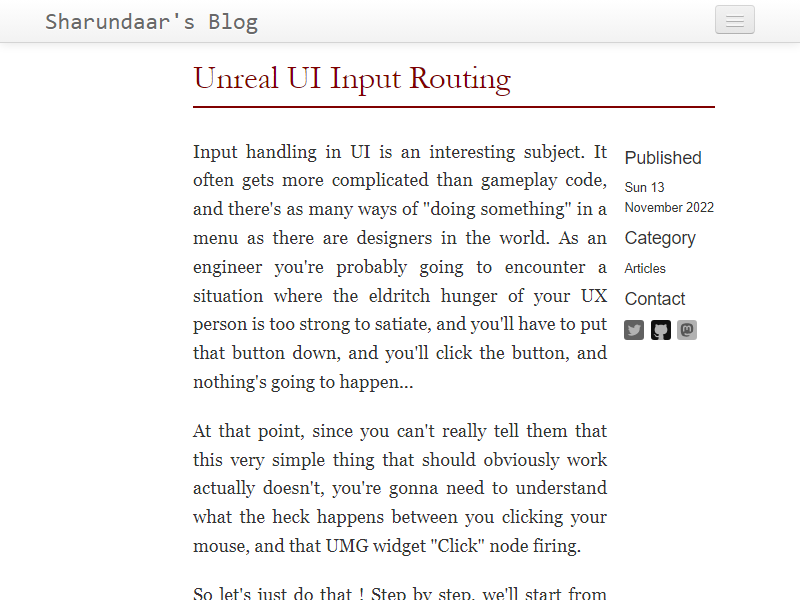 Sharundaar's Blog
Unreal UI Input Routing
Input handling in UI is an interesting subject. It
often gets more complicated than gameplay code,
and there's as many ways of "doing something" in a
menu as there are designers in the world. As an
engineer you're probably going to encounter a
situation where the eldritch hunger of your UX
person is too strong to satiate, and you'll have to put
that button down, and you'll click the button, and
nothing's going to happen...
At that point, since you can't really tell them that
this very simple thing that should obviously work
actually doesn't, you're gonna need to understand
what the heck happens between you clicking your
mouse, and that UMG widget "Click" node firing.
So let's just do that ! Step by step, we'll start from
Published
Sun 13
November 2022
Category
Articles
Contact